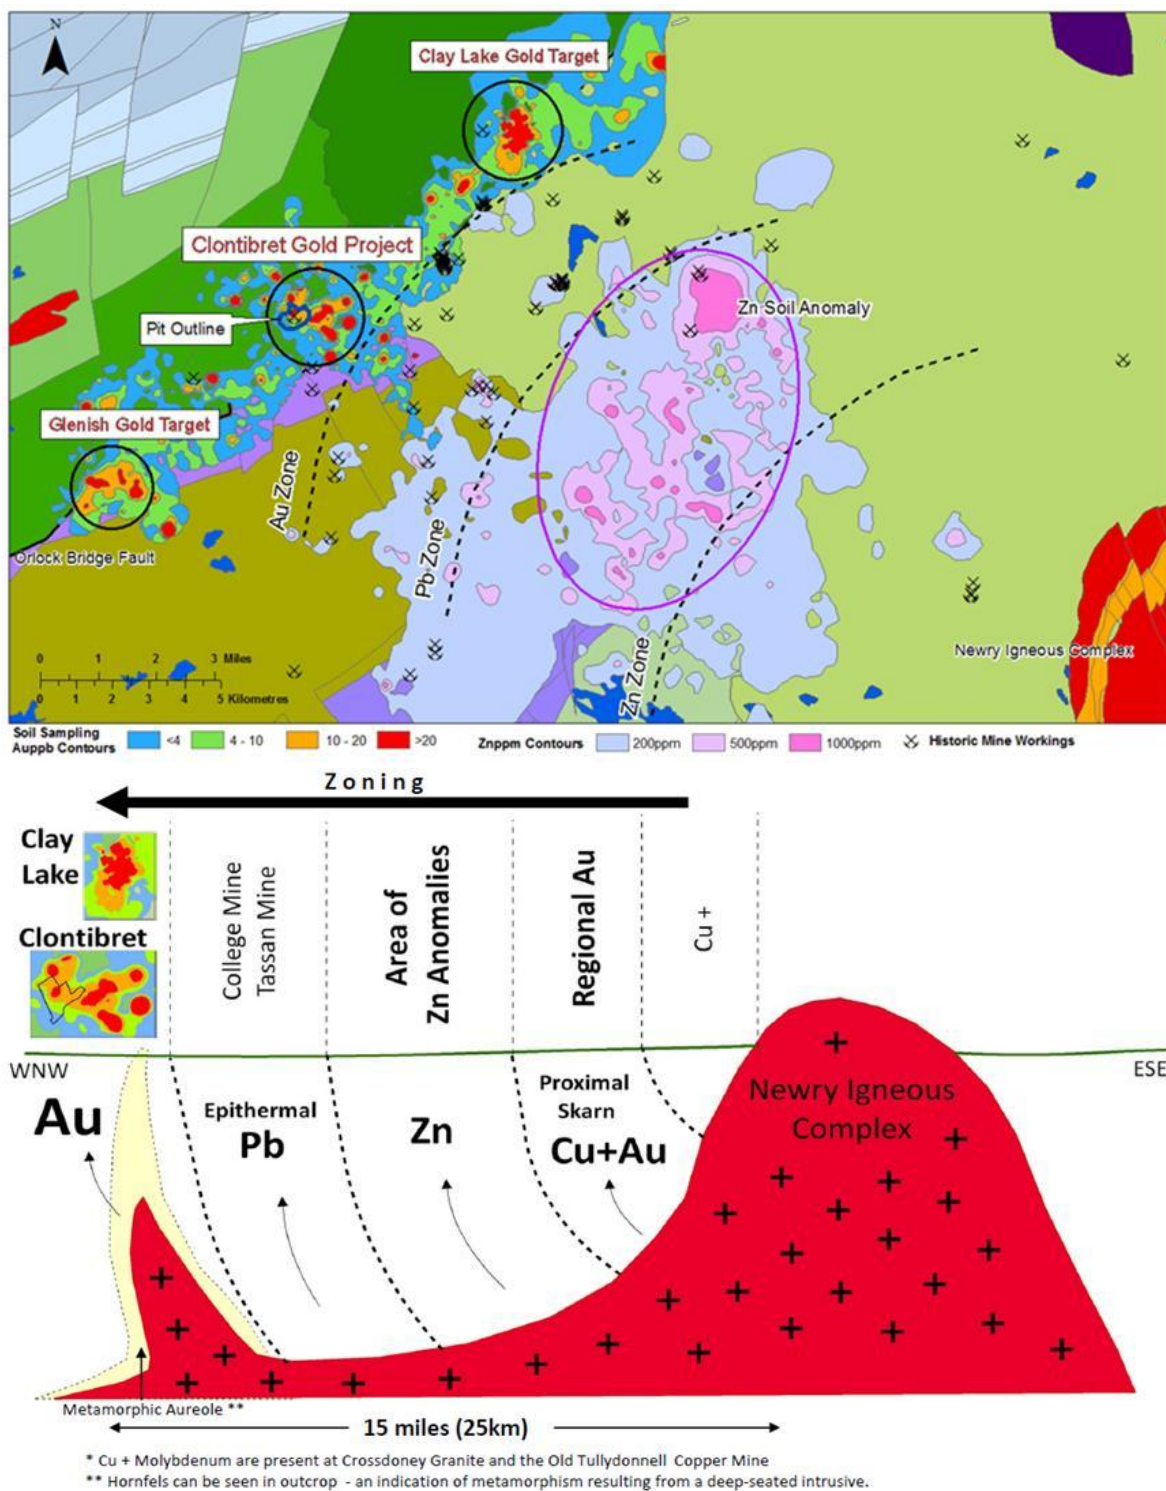 N
Clay Lake Gold Target
Clontibret Gold Project
Pit Outline
Zn Soil Anomaly
Glenish Gold Target
Au Zone
Pb Zone
Orlock Bridge Fault
Zn Zone
Newry Igneous Complex
0 1 2 3 Miles
0 1 2 3 4 5 Kilometres
Soil Sampling
Auppb Contours
<4
4 - 10
10 - 20
>20
Znppm Contours
200ppm
500ppm
1000ppm
Historic Mine Workings
Zoning
Clay
Lake
Clontibret
College Mine
Tassan Mine
Area of
Zn Anomalies
Regional Au
Cu +
WNW
ESE
Au
Epithermal
Pb
Zn
Proximal
Skarn
Cu+Au
Newry Igneous
Complex
Metamorphic Aureole **
15 miles (25km)
* Cu + Molybdenum are present at Crossdoney Granite and the Old Tullydonnell Copper Mine
** Hornfels can be seen in outcrop - an indication of metamorphism resulting from a deep-seated intrusive.